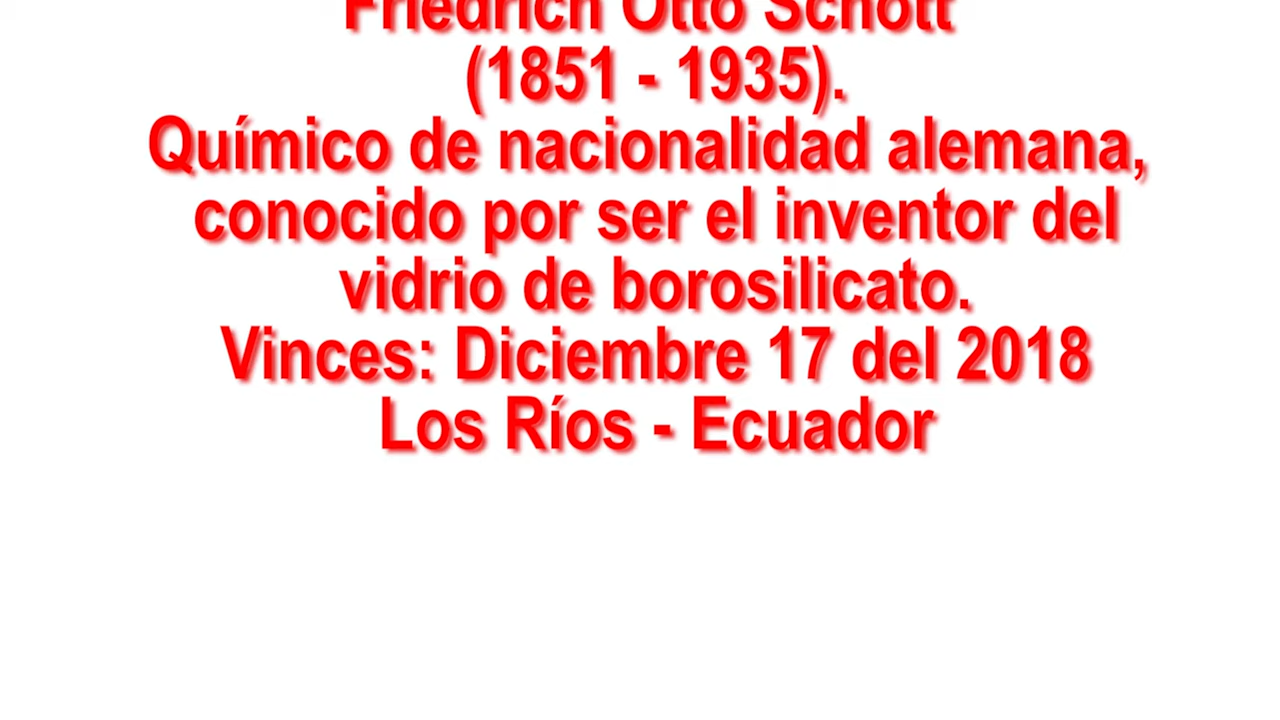 Friedrich Otto Schott
(1851 - 1935).
Químico de nacionalidad alemana,
conocido por ser el inventor del
vidrio de borosilicato.
Vinces: Diciembre 17 del 2018
Los Ríos - Ecuador